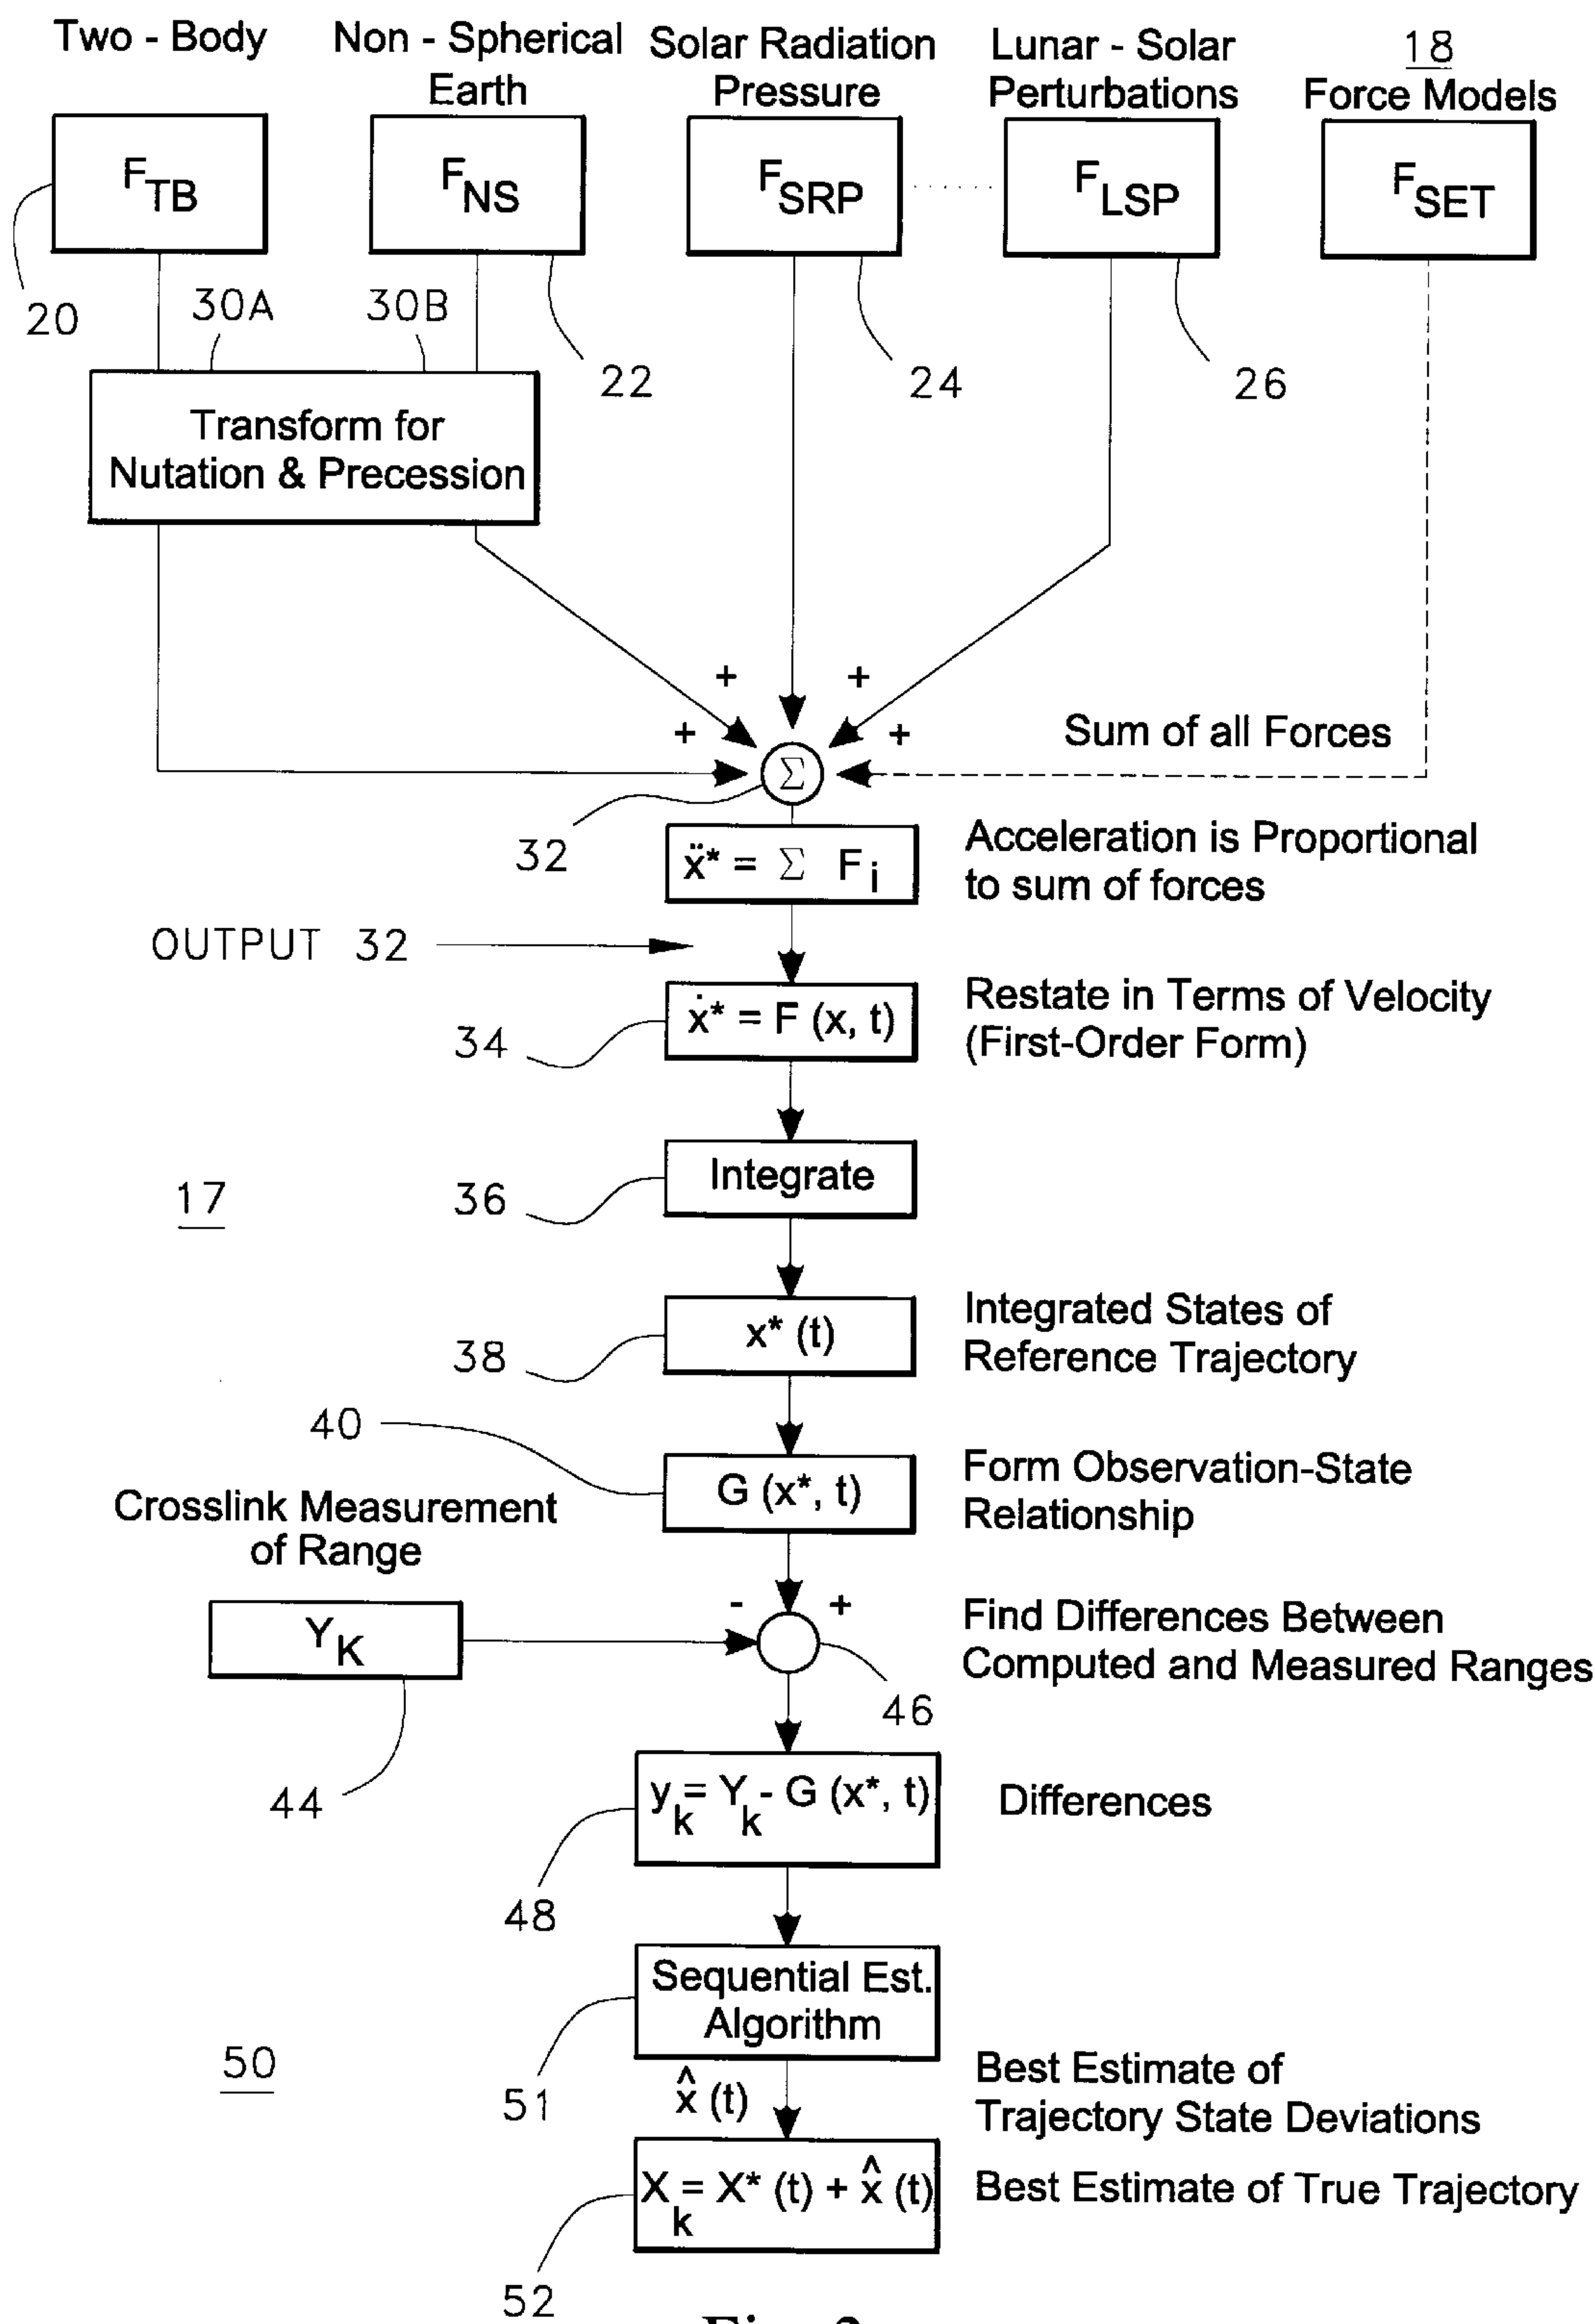 Two - Body
Non - Spherical
Earth
Solar Radiation
Pressure
Lunar - Solar
Perturbations
18
Force Models
F_TB
F_NS
F_SRP
F_LSP
F_SET
20
30A
30B
22
24
26
Transform for
Nutation & Precession
+
+
+
+
Sum of all Forces
Σ
32
ẍ* = Σ F_i
Acceleration is Proportional
to sum of forces
OUTPUT 32
34
ẋ* = F (x, t)
Restate in Terms of Velocity
(First-Order Form)
17
36
Integrate
38
x* (t)
Integrated States of
Reference Trajectory
40
G (x*, t)
Form Observation-State
Relationship
Crosslink Measurement
of Range
Y_K
44
-
+
46
Find Differences Between
Computed and Measured Ranges
y_k = Y_k - G (x*, t)
Differences
48
Sequential Est.
Algorithm
50
51
x̂ (t)
Best Estimate of
Trajectory State Deviations
X_k = X* (t) + x̂ (t)
Best Estimate of True Trajectory
52